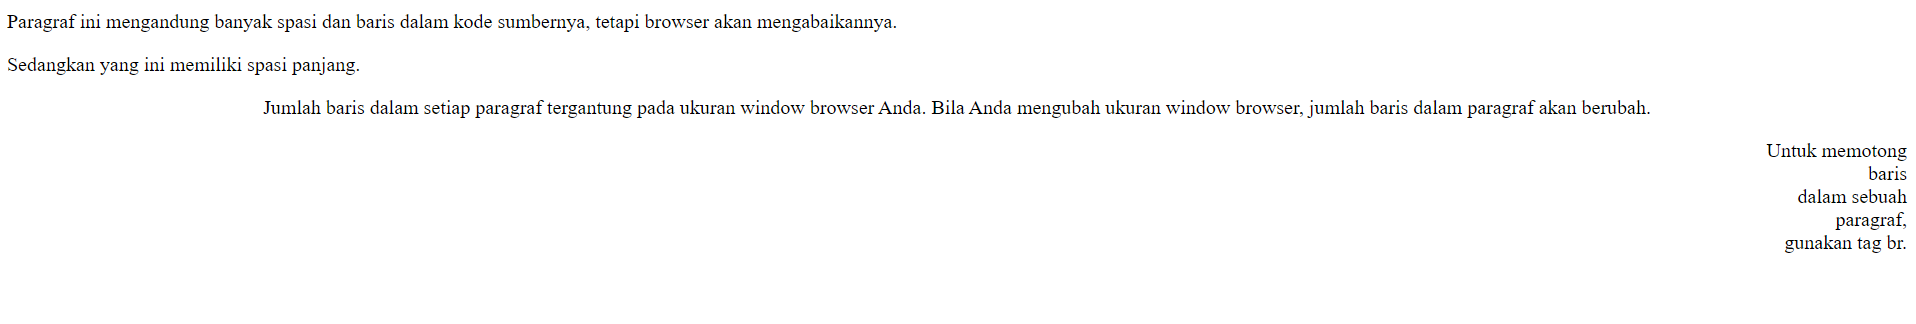 Paragraf ini mengandung banyak spasi dan baris dalam kode sumbernya, tetapi browser akan mengabaikannya.
Sedangkan yang ini memiliki spasi panjang.
Jumlah baris dalam setiap paragraf tergantung pada ukuran window browser Anda. Bila Anda mengubah ukuran window browser, jumlah baris dalam paragraf akan berubah.
Untuk memotong
baris
dalam sebuah
paragraf,
gunakan tag br.